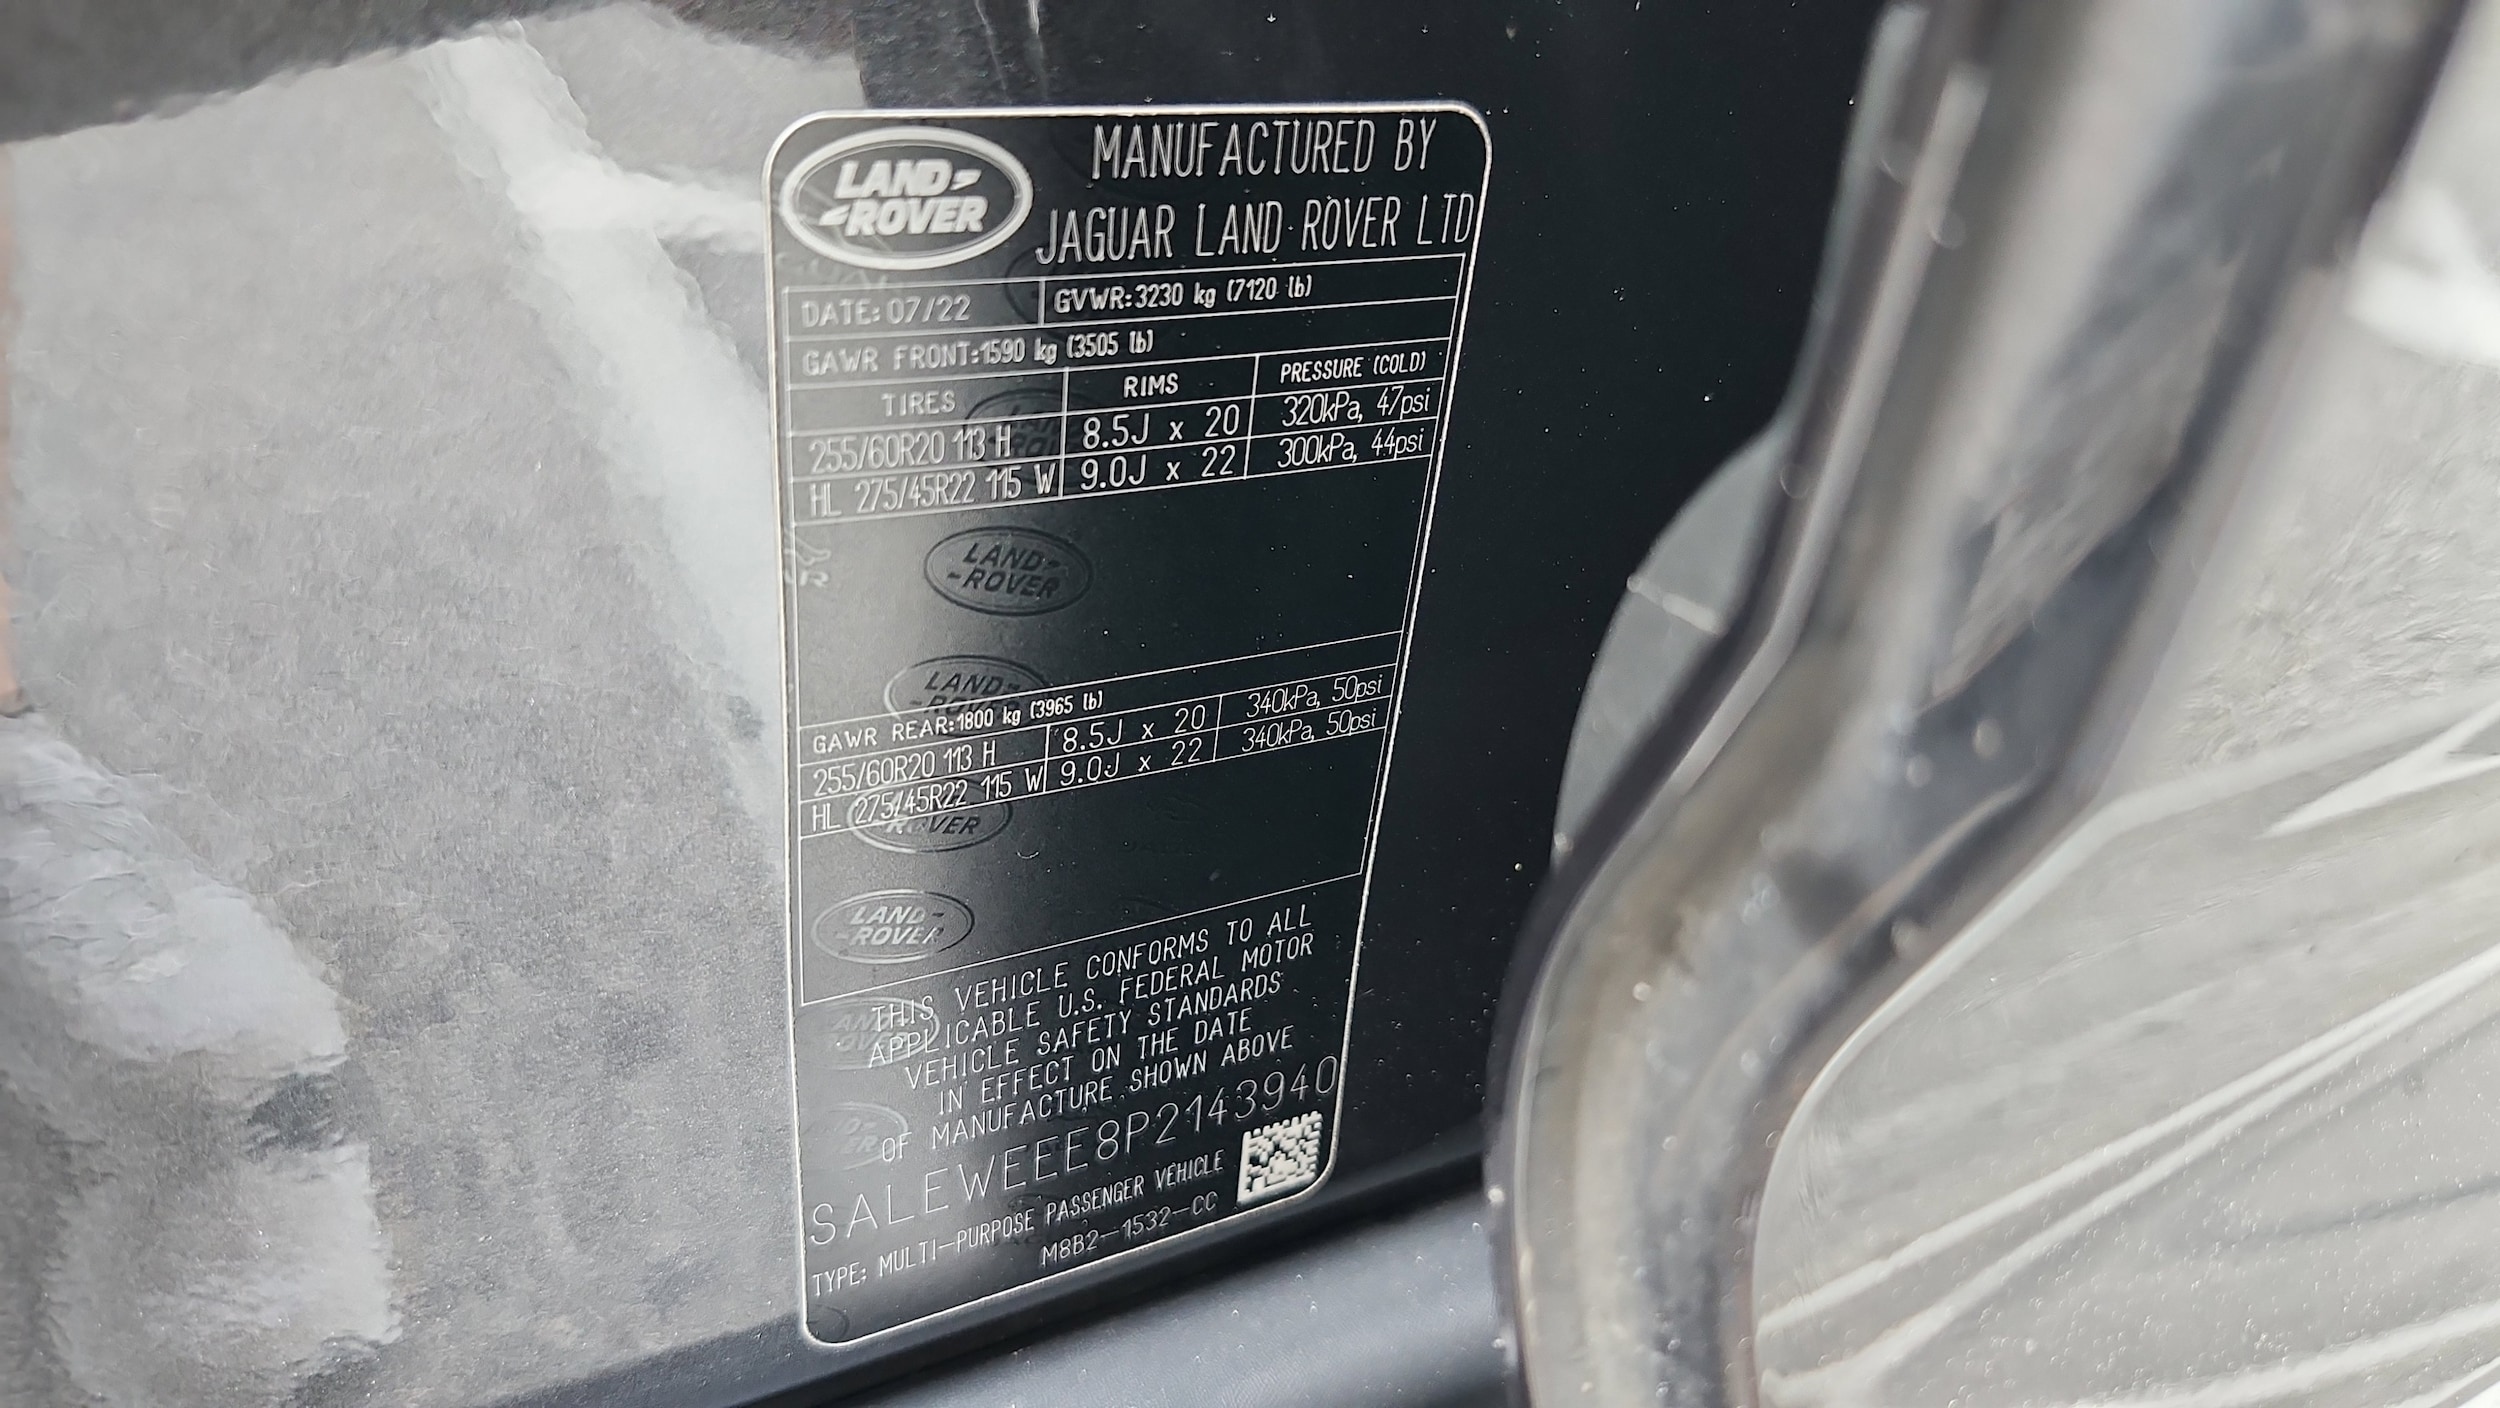 LAND-
-ROVER
MANUFACTURED BY
JAGUAR LAND ROVER LTD
DATE: 07/22 GVWR:3230 kg (7120 lb)
GAWR FRONT:1590 kg (3505 lb)
TIRES RIMS PRESSURE (COLD)
255/60R20 113 H 8.5J x 20 320kPa, 47psi
HL 275/45R22 115 W 9.0J x 22 300kPa, 44psi
LAND-
-ROVER
LAND-
GAWR REAR:1800 kg (3965 lb)
255/60R20 113 H 8.5J x 20 340kPa, 50psi
HL 275/45R22 115 W 9.0J x 22 340kPa, 50psi
LAND-
-ROVER
THIS VEHICLE CONFORMS TO ALL
APPLICABLE U.S. FEDERAL MOTOR
VEHICLE SAFETY STANDARDS
IN EFFECT ON THE DATE
OF MANUFACTURE SHOWN ABOVE
SALEWEEE8P2143940
TYPE: MULTI-PURPOSE PASSENGER VEHICLE
M8B2-1532-CC